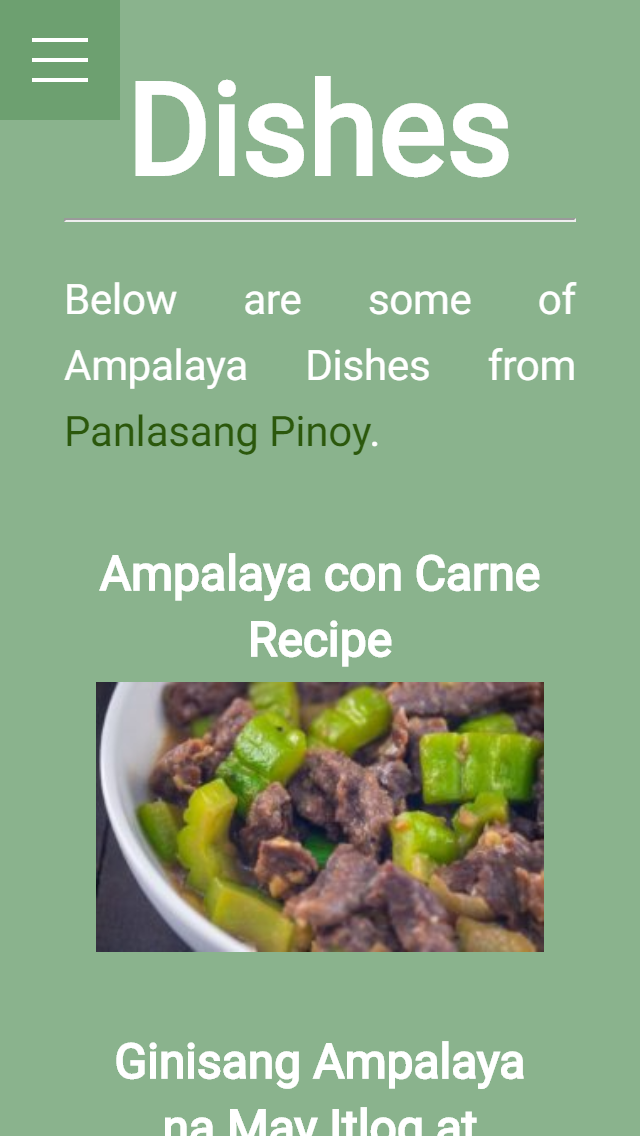 Dishes
Below are some of
Ampalaya Dishes from
Panlasang Pinoy.
Ampalaya con Carne
Recipe
Ginisang Ampalaya
na May Itlog at